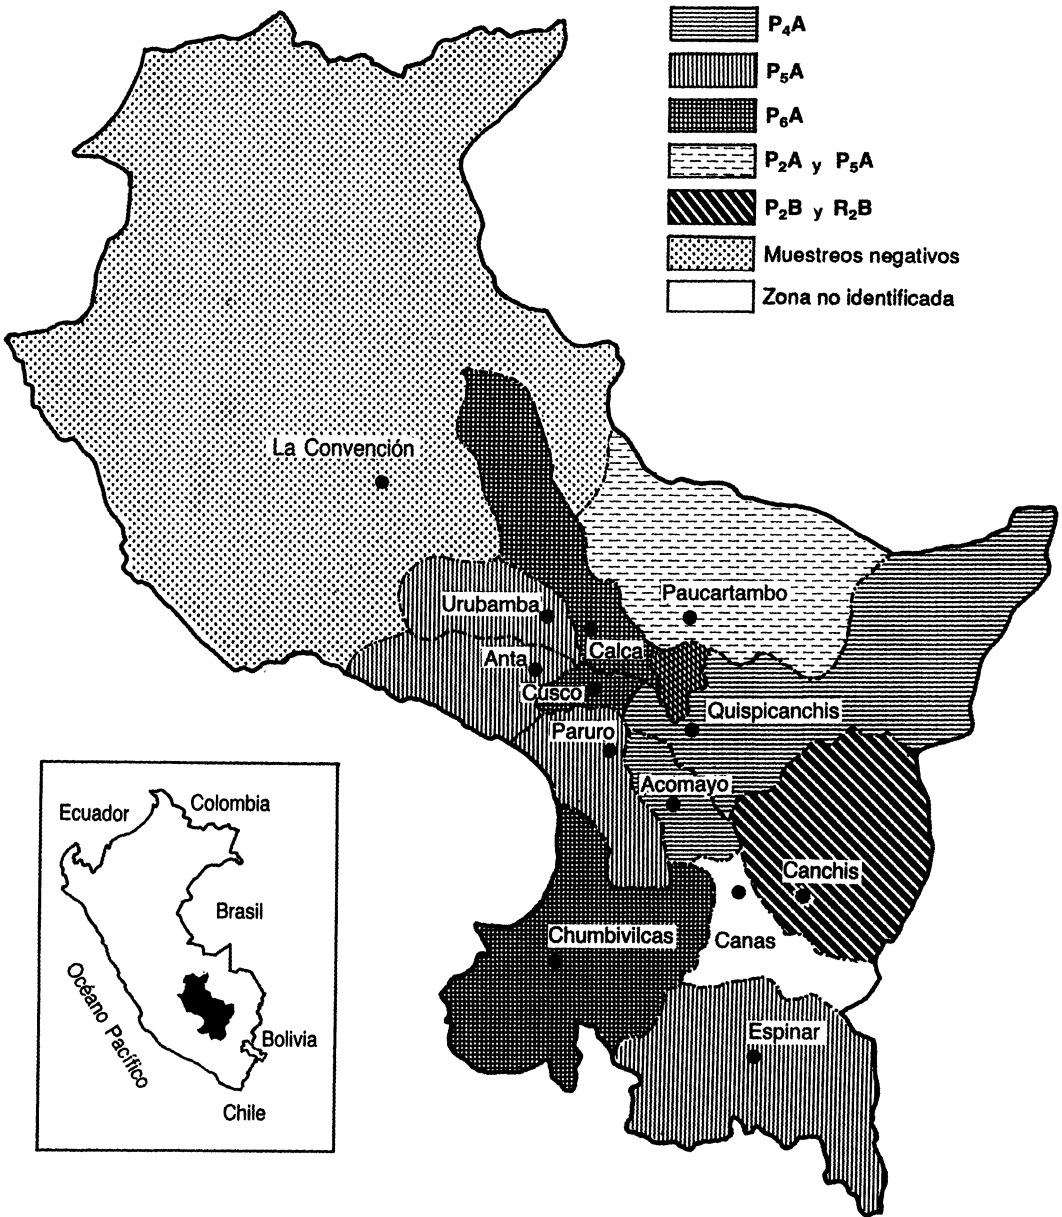 P₄A
P₅A
P₆A
P₂A y P₅A
P₂B y R₂B
Muestreos negativos
Zona no identificada
La Convención
Urubamba
Paucartambo
Calca
Anta
Cusco
Quispicanchis
Paruro
Acomayo
Canchis
Chumbivilcas
Canas
Espinar
Ecuador
Colombia
Brasil
Océano Pacífico
Bolivia
Chile